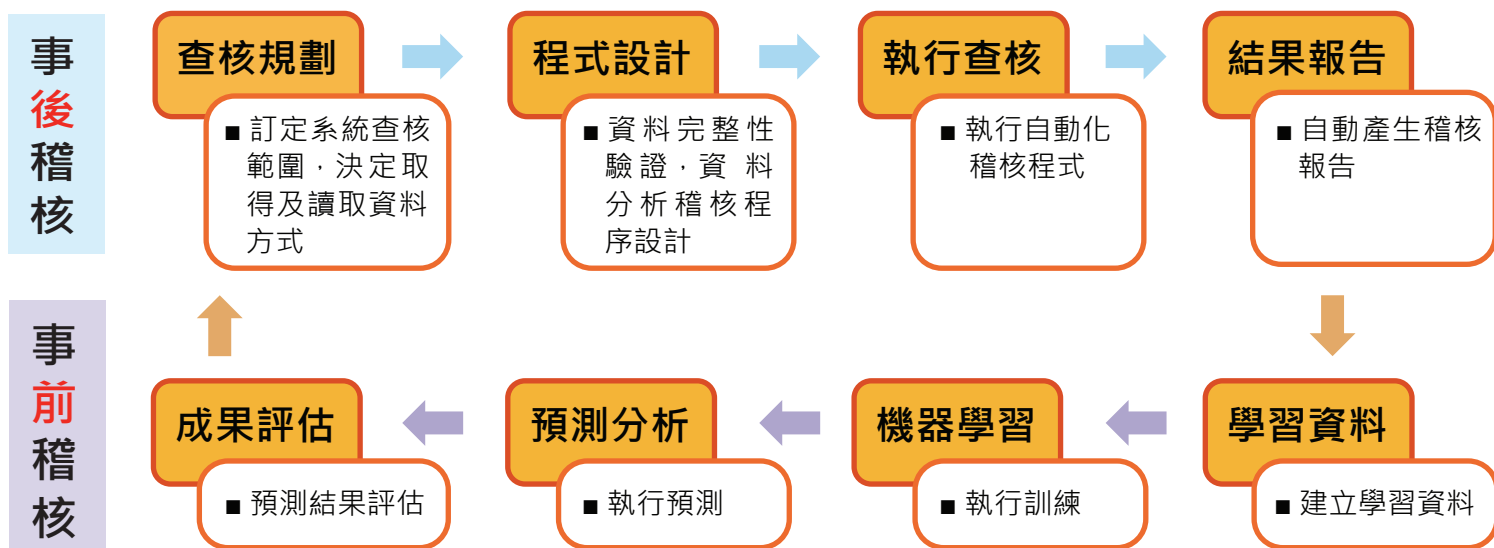 事後稽核
查核規劃
■ 訂定系統查核
範圍，決定取
得及讀取資料
方式
程式設計
■ 資料完整性
驗證，資料
分析稽核程
序設計
執行查核
■ 執行自動化
稽核程式
結果報告
■ 自動產生稽核
報告
事前稽核
成果評估
■ 預測結果評估
預測分析
■ 執行預測
機器學習
■ 執行訓練
學習資料
■ 建立學習資料